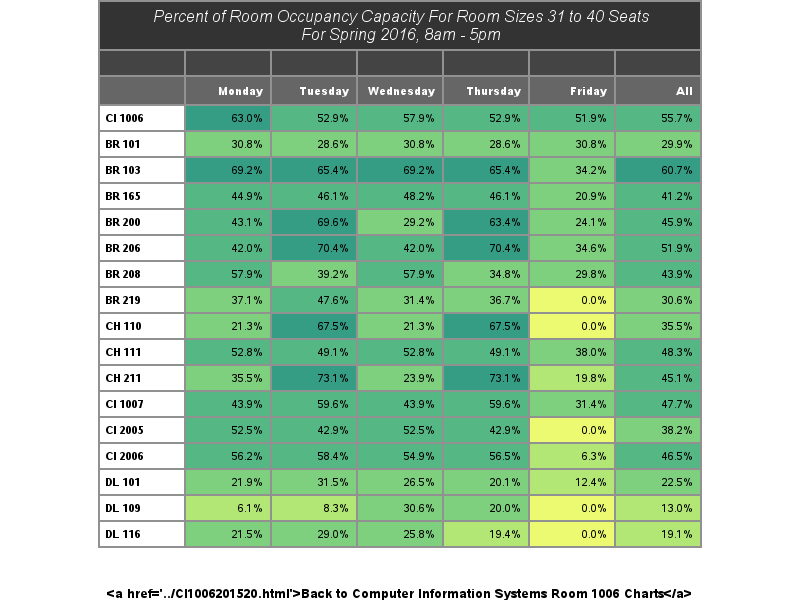 Percent of Room Occupancy Capacity For Room Sizes 31 to 40 Seats
For Spring 2016, 8am - 5pm
Monday Tuesday Wednesday Thursday Friday All
CI 1006 63.0% 52.9% 57.9% 52.9% 51.9% 55.7%
BR 101 30.8% 28.6% 30.8% 28.6% 30.8% 29.9%
BR 103 69.2% 65.4% 69.2% 65.4% 34.2% 60.7%
BR 165 44.9% 46.1% 48.2% 46.1% 20.9% 41.2%
BR 200 43.1% 69.6% 29.2% 63.4% 24.1% 45.9%
BR 206 42.0% 70.4% 42.0% 70.4% 34.6% 51.9%
BR 208 57.9% 39.2% 57.9% 34.8% 29.8% 43.9%
BR 219 37.1% 47.6% 31.4% 36.7% 0.0% 30.6%
CH 110 21.3% 67.5% 21.3% 67.5% 0.0% 35.5%
CH 111 52.8% 49.1% 52.8% 49.1% 38.0% 48.3%
CH 211 35.5% 73.1% 23.9% 73.1% 19.8% 45.1%
CI 1007 43.9% 59.6% 43.9% 59.6% 31.4% 47.7%
CI 2005 52.5% 42.9% 52.5% 42.9% 0.0% 38.2%
CI 2006 56.2% 58.4% 54.9% 56.5% 6.3% 46.5%
DL 101 21.9% 31.5% 26.5% 20.1% 12.4% 22.5%
DL 109 6.1% 8.3% 30.6% 20.0% 0.0% 13.0%
DL 116 21.5% 29.0% 25.8% 19.4% 0.0% 19.1%
<a href='../CI1006201520.html'>Back to Computer Information Systems Room 1006 Charts</a>